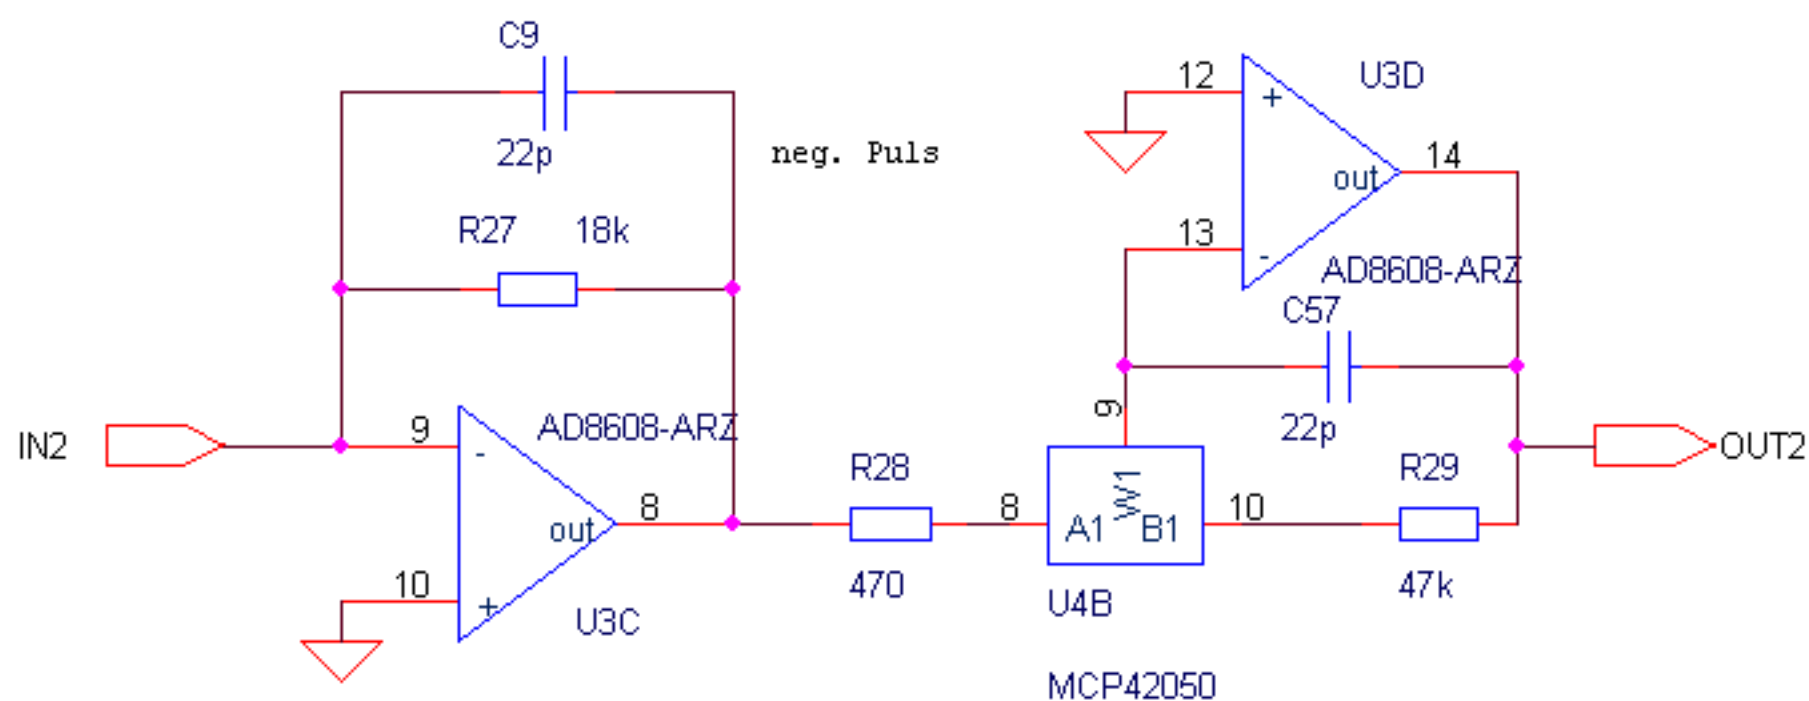 C9
22p
neg. Puls
R27 18k
IN2
9
-
AD8608-ARZ
out
8
10
+
U3C
R28
470
8
9
A1 W1 B1
10
U4B
MCP42050
12
+
U3D
out
14
13
-
AD8608-ARZ
C57
22p
R29
47k
OUT2